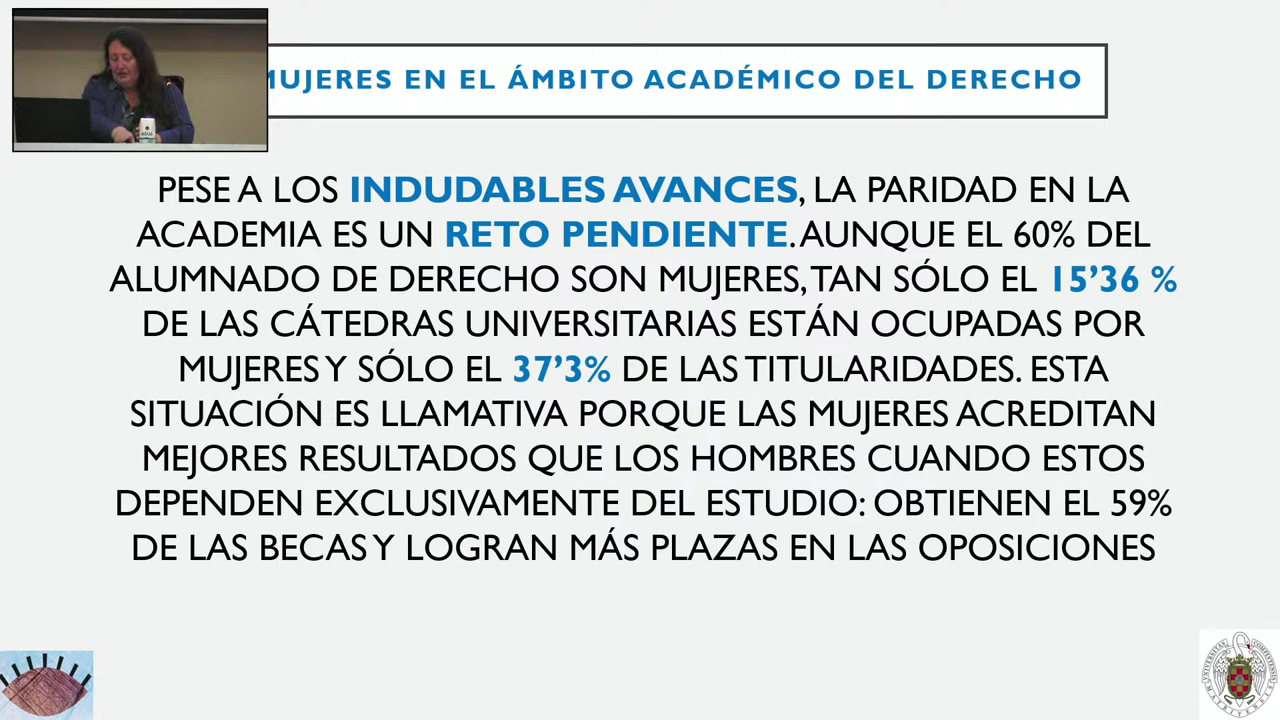 MUJERES EN EL ÁMBITO ACADÉMICO DEL DERECHO
PESE A LOS INDUDABLES AVANCES, LA PARIDAD EN LA
ACADEMIA ES UN RETO PENDIENTE. AUNQUE EL 60% DEL
ALUMNADO DE DERECHO SON MUJERES, TAN SÓLO EL 15’36 %
DE LAS CÁTEDRAS UNIVERSITARIAS ESTÁN OCUPADAS POR
MUJERES Y SÓLO EL 37’3% DE LAS TITULARIDADES. ESTA
SITUACIÓN ES LLAMATIVA PORQUE LAS MUJERES ACREDITAN
MEJORES RESULTADOS QUE LOS HOMBRES CUANDO ESTOS
DEPENDEN EXCLUSIVAMENTE DEL ESTUDIO: OBTIENEN EL 59%
DE LAS BECAS Y LOGRAN MÁS PLAZAS EN LAS OPOSICIONES
AGUA